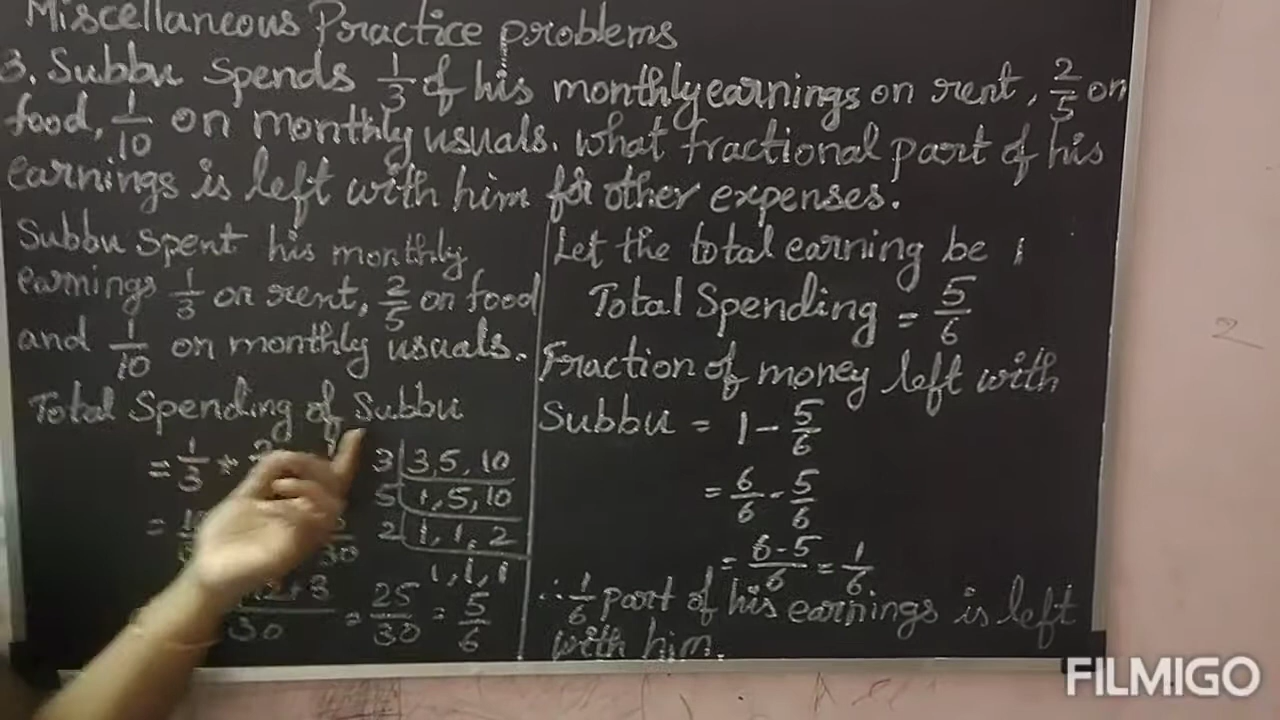 Miscellaneous Practice problems
3. Subbu spends 1/3 of his monthly earnings on rent, 2/5 on
food, 1/10 on monthly usuals. What fractional part of his
earnings is left with him for other expenses.
Subbu spent his monthly
earnings 1/3 on rent, 2/5 on food
and 1/10 on monthly usuals.
Total Spending of Subbu
= 1/3 +
3 | 3, 5, 10
5 | 1, 5, 10
2 | 1, 1, 2
1, 1, 1
=
30
+3 / 30 = 25/30 = 5/6
Let the total earning be 1
Total Spending = 5/6
Fraction of money left with
Subbu = 1 - 5/6
= 6/6 - 5/6
= 6-5/6 = 1/6.
∴ 1/6 part of his earnings is left
with him.
2
FILMIGO